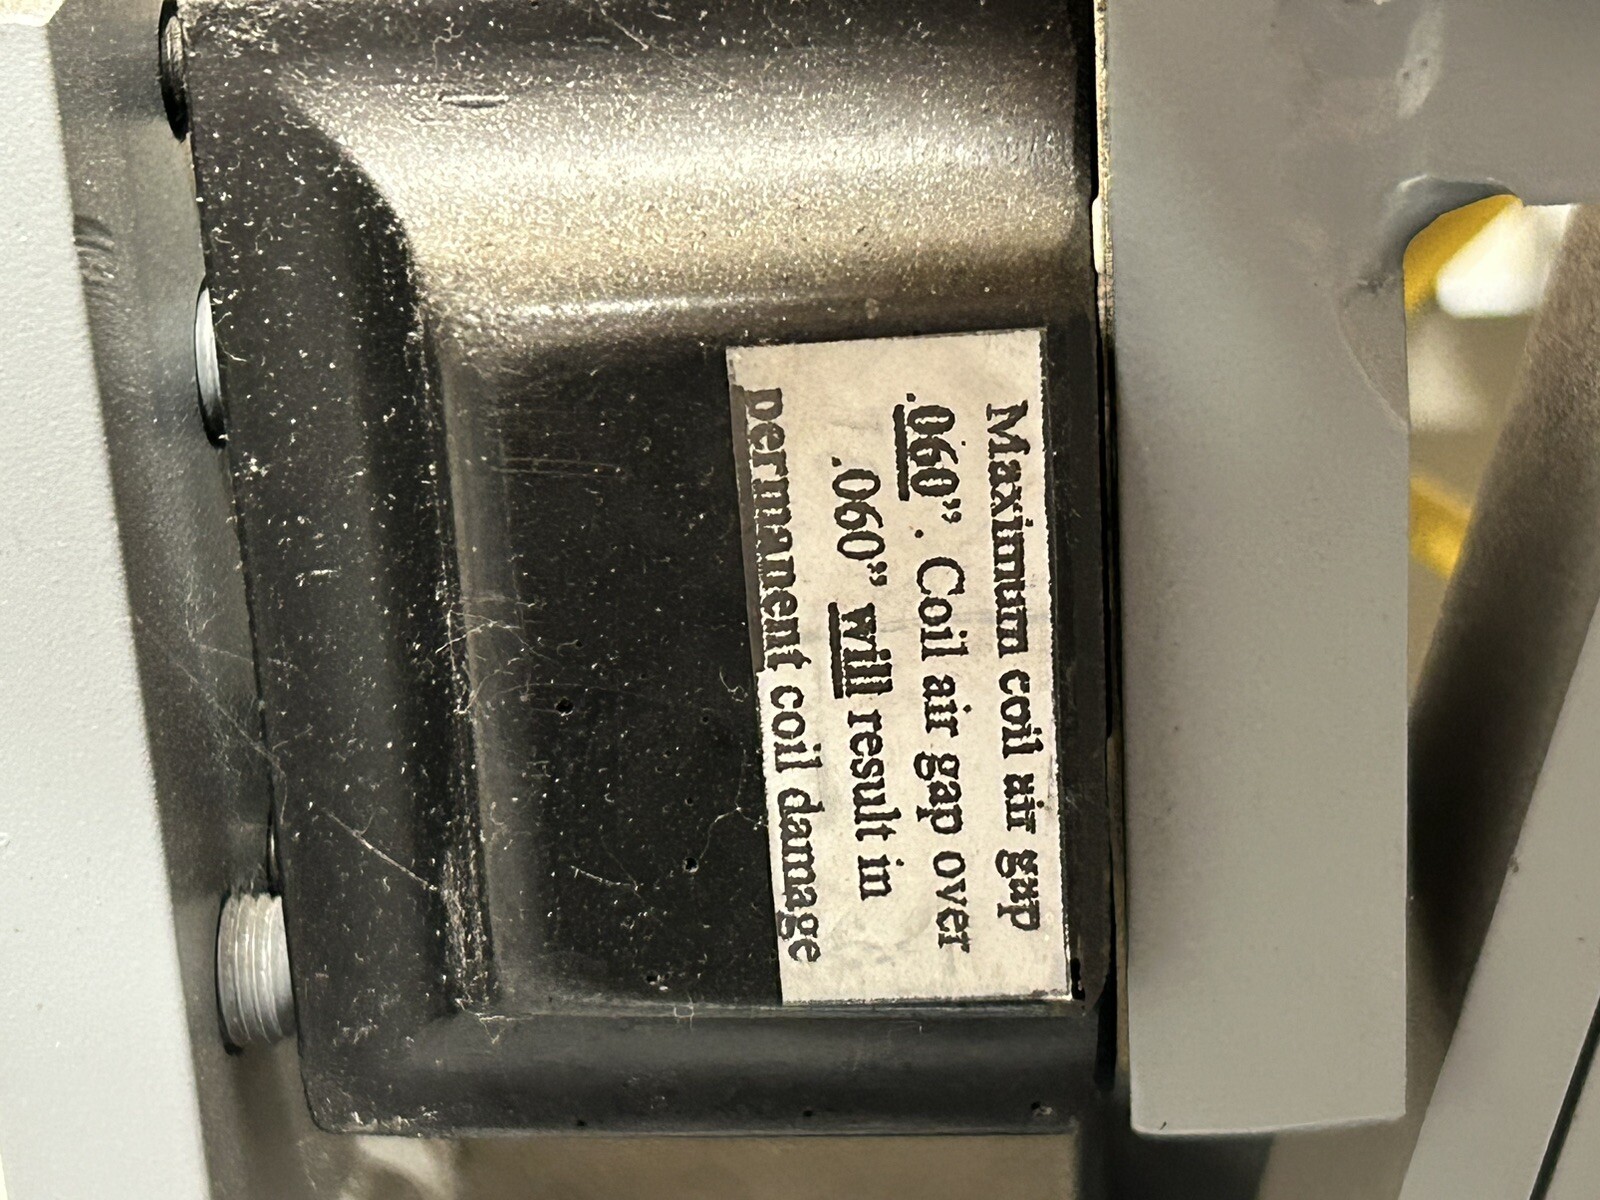 Maximum coil air gap
.060”. Coil air gap over
.060” will result in
permanent coil damage